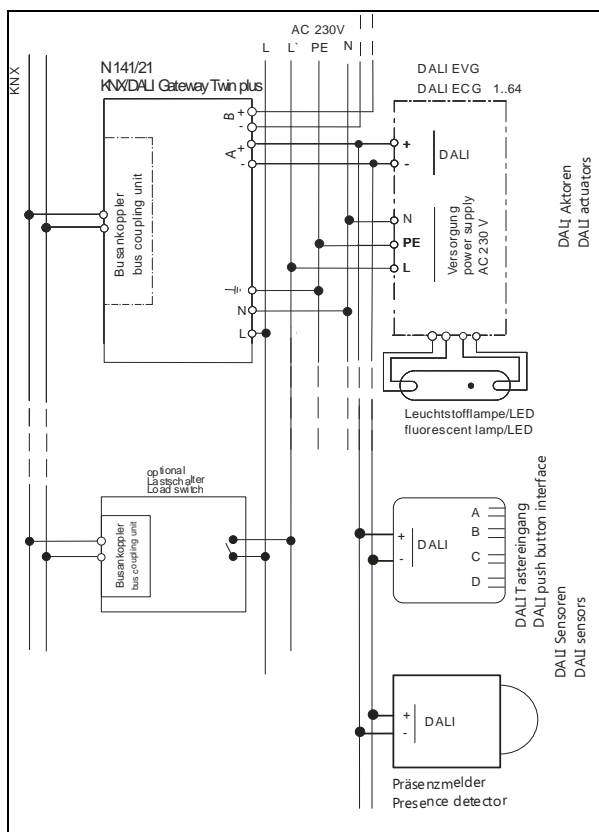 AC 230V
L L` PE N
KNX
N 141/21
KNX/DALI Gateway Twin plus
DALI EVG
DALI ECG 1..64
B + -
A + -
+
-
DALI
Busankoppler
bus coupling unit
N
PE
L
Versorgung
power supply
AC 230 V
DALI Aktoren
DALI actuators
N
L
Leuchtstofflampe/LED
fluorescent lamp/LED
optional
Lastschalter
Load switch
Busankoppler
bus coupling unit
+
-
DALI
A
B
C
D
DALI Tastereingang
DALI push button interface
DALI Sensoren
DALI sensors
+
-
DALI
Präsenzmelder
Presence detector